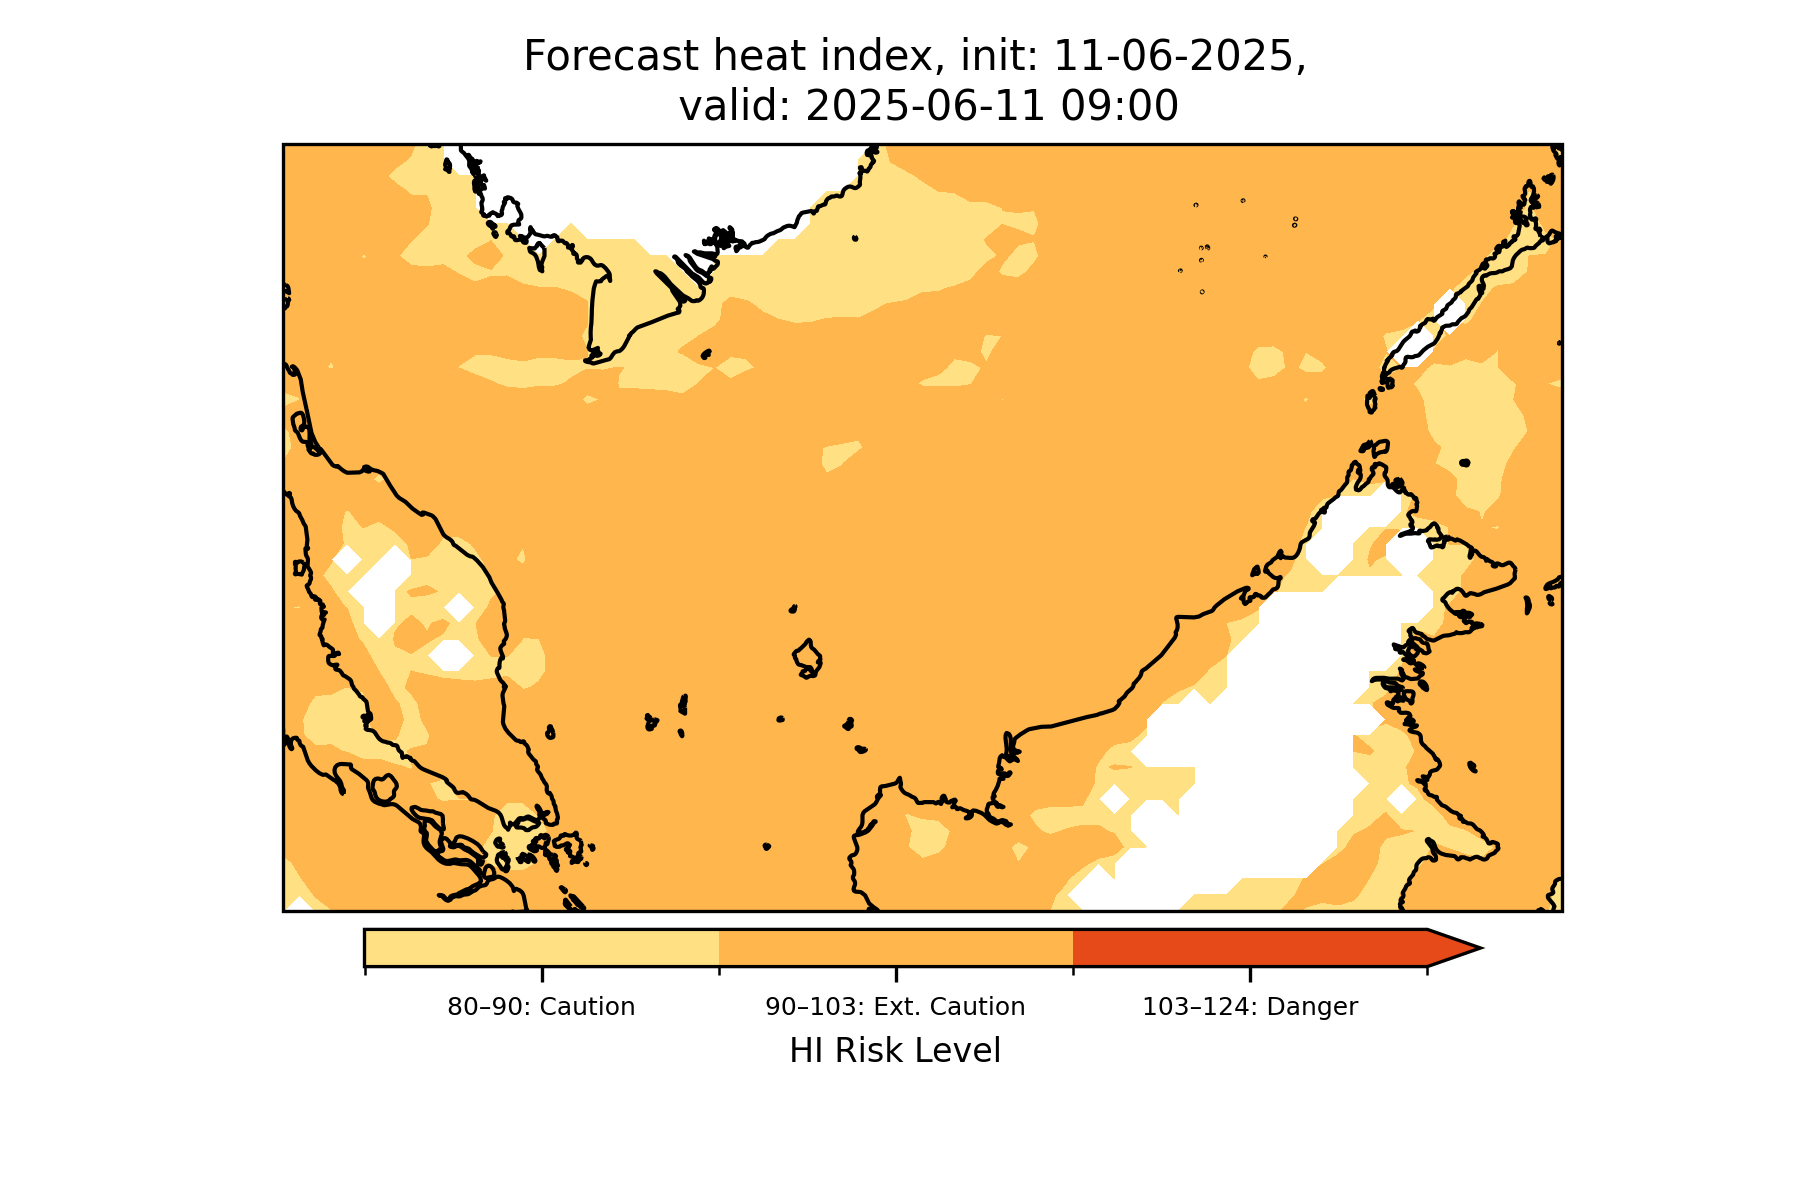 Forecast heat index, init: 11-06-2025,
valid: 2025-06-11 09:00
80–90: Caution
90–103: Ext. Caution
103–124: Danger
HI Risk Level